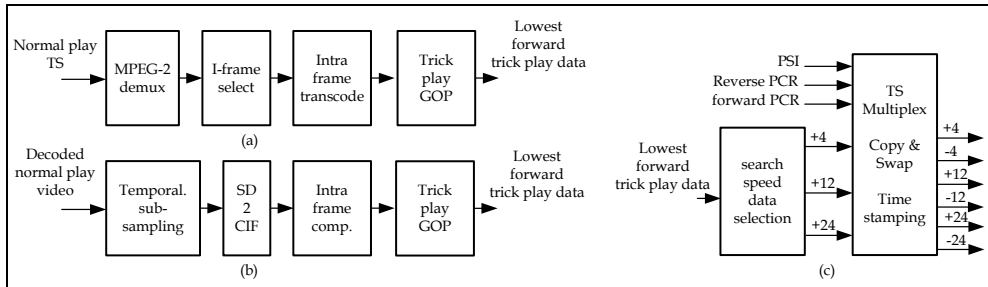 Normal play
TS
MPEG-2
demux
I-frame
select
Intra
frame
transcode
Trick
play
GOP
Lowest
forward
trick play data
(a)
Decoded
normal play
video
Temporal.
sub-
sampling
SD
2
CIF
Intra
frame
comp.
Trick
play
GOP
Lowest
forward
trick play data
(b)
PSI
Reverse PCR
forward PCR
Lowest
forward
trick play data
search
speed
data
selection
+4
+12
+24
TS
Multiplex
Copy &
Swap
Time
stamping
+4
-4
+12
-12
+24
-24
(c)